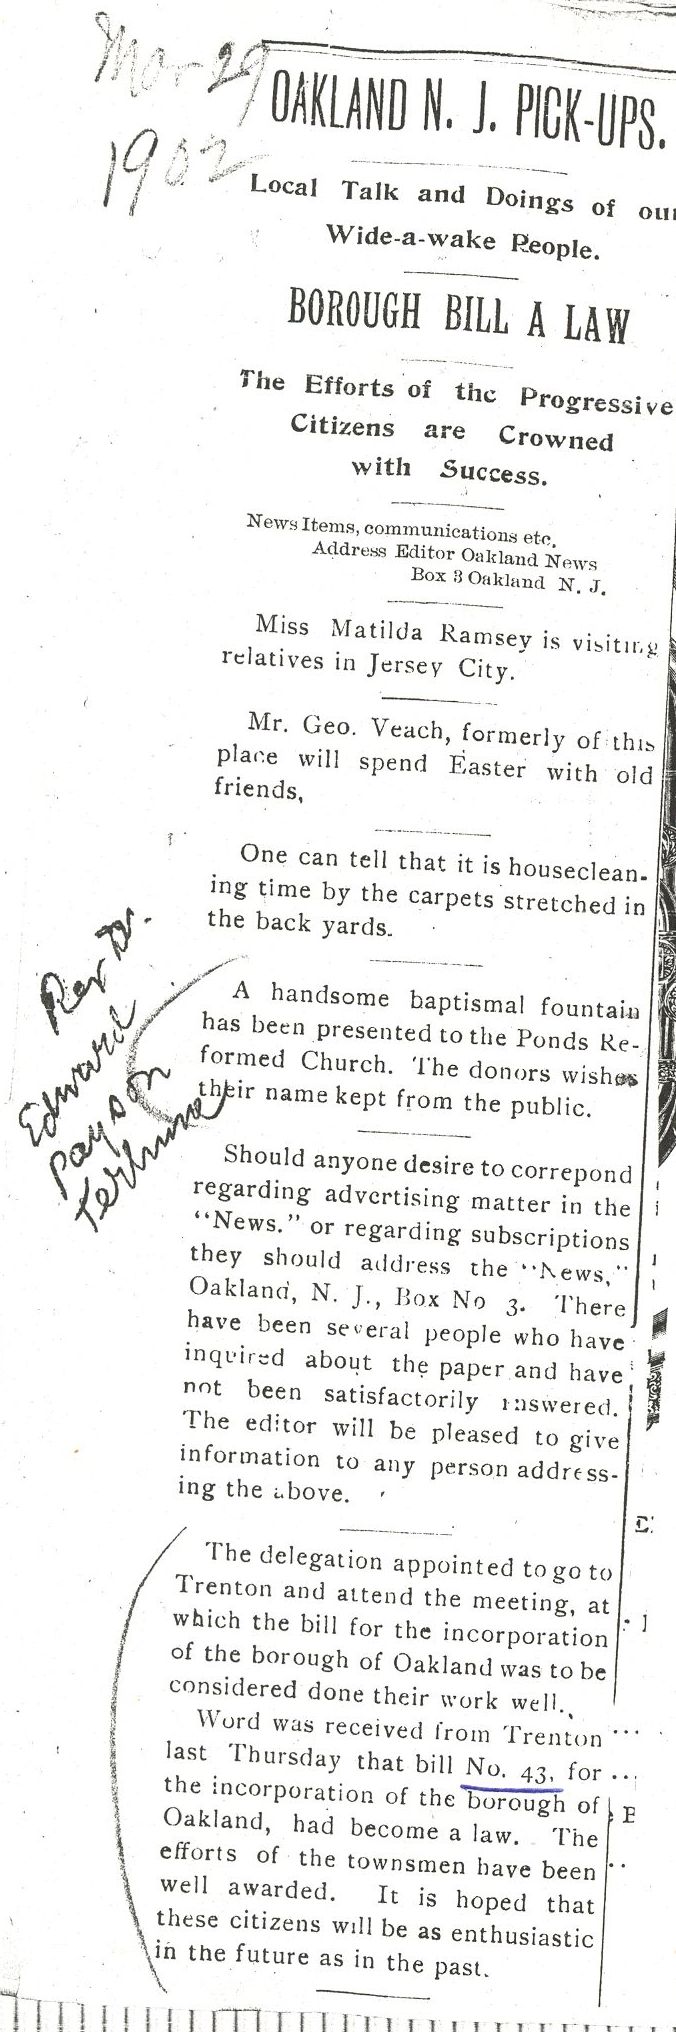 Mar 29
1902
OAKLAND N. J. PICK-UPS.
Local Talk and Doings of our
Wide-a-wake People.
BOROUGH BILL A LAW
The Efforts of the Progressive
Citizens are Crowned
with Success.
News Items, communications etc,
Address Editor Oakland News
Box 3 Oakland N. J.
Miss Matilda Ramsey is visiting
relatives in Jersey City.
Mr. Geo. Veach, formerly of this
place will spend Easter with old
friends,
One can tell that it is houseclean-
ing time by the carpets stretched in
the back yards.
Rev Dr.
Edward
Payson
Terhune
A handsome baptismal fountain
has been presented to the Ponds Re-
formed Church. The donors wishes
their name kept from the public.
Should anyone desire to correpond
regarding advertising matter in the
"News." or regarding subscriptions
they should address the "News,"
Oakland, N. J., Box No 3. There
have been several people who have
inquired about the paper and have
not been satisfactorily answered.
The editor will be pleased to give
information to any person address-
ing the above.
The delegation appointed to go to
Trenton and attend the meeting, at
which the bill for the incorporation
of the borough of Oakland was to be
considered done their work well.
Word was received from Trenton
last Thursday that bill No. 43, for
the incorporation of the borough of
Oakland, had become a law. The
efforts of the townsmen have been
well awarded. It is hoped that
these citizens will be as enthusiastic
in the future as in the past.